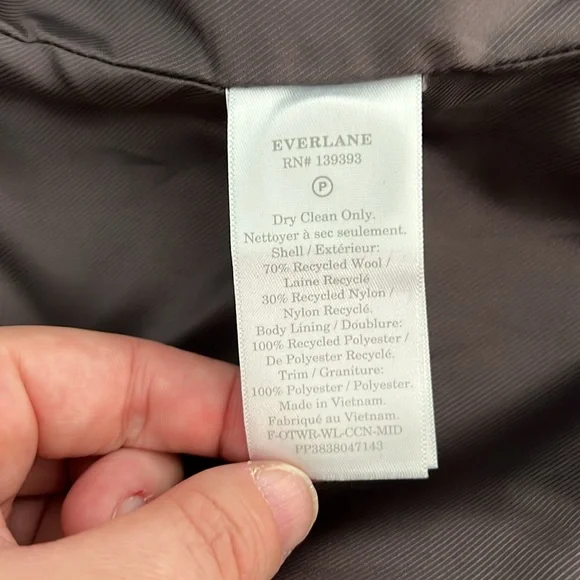 EVERLANE
RN# 139393
P
Dry Clean Only.
Nettoyer à sec seulement.
Shell / Extérieur:
70% Recycled Wool /
Laine Recyclé
30% Recycled Nylon /
Nylon Recyclé.
Body Lining / Doublure:
100% Recycled Polyester /
De Polyester Recyclé.
Trim / Graniture:
100% Polyester / Polyester.
Made in Vietnam.
Fabriqué au Vietnam.
F-OTWR-WL-CCN-MID
PP3838047143